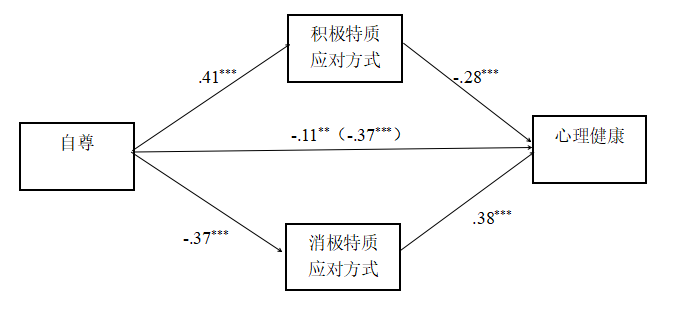 积极特质
应对方式
.41***
-.28***
自尊
-.11**（-.37***）
心理健康
-.37***
.38***
消极特质
应对方式